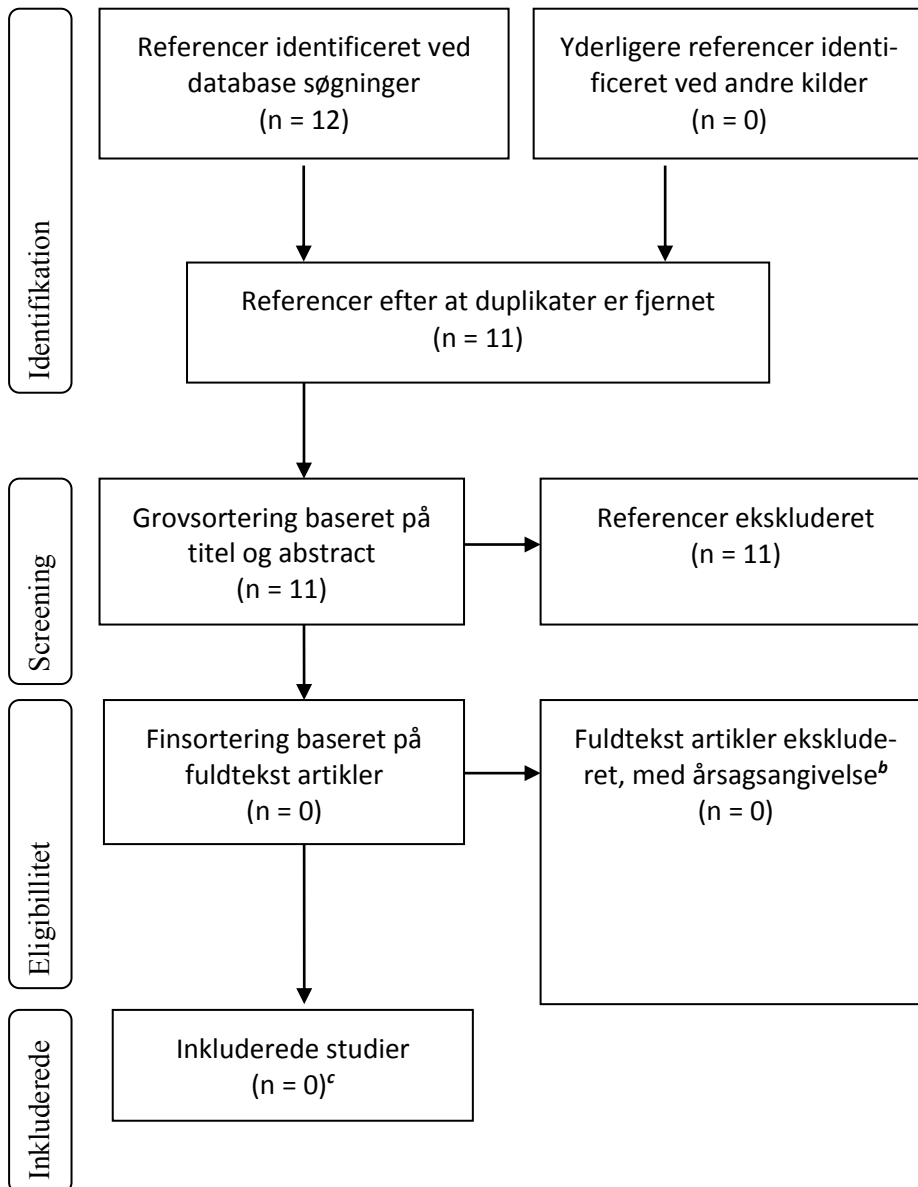 Identifikation
Referencer identificeret ved
database søgninger
(n = 12)
Yderligere referencer identi-
ficeret ved andre kilder
(n = 0)
Referencer efter at duplikater er fjernet
(n = 11)
Screening
Grovsortering baseret på
titel og abstract
(n = 11)
Referencer ekskluderet
(n = 11)
Eligibillitet
Finsortering baseret på
fuldtekst artikler
(n = 0)
Fuldtekst artikler eksklude-
ret, med årsagsangivelseb
(n = 0)
Inkluderede
Inkluderede studier
(n = 0)c